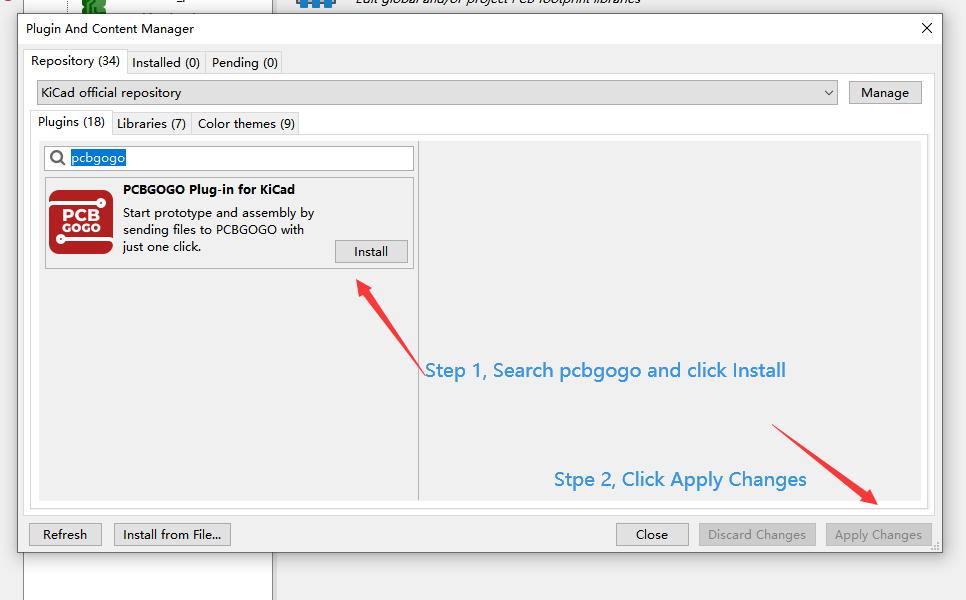 Edit global and/or project PCB footprint libraries
Plugin And Content Manager
Repository (34) Installed (0) Pending (0)
KiCad official repository Manage
Plugins (18) Libraries (7) Color themes (9)
pcbgogo
PCBGOGO Plug-in for KiCad
PCB
GOGO
Start prototype and assembly by
sending files to PCBGOGO with
just one click.
Install
Step 1, Search pcbgogo and click Install
Stpe 2, Click Apply Changes
Refresh Install from File... Close Discard Changes Apply Changes